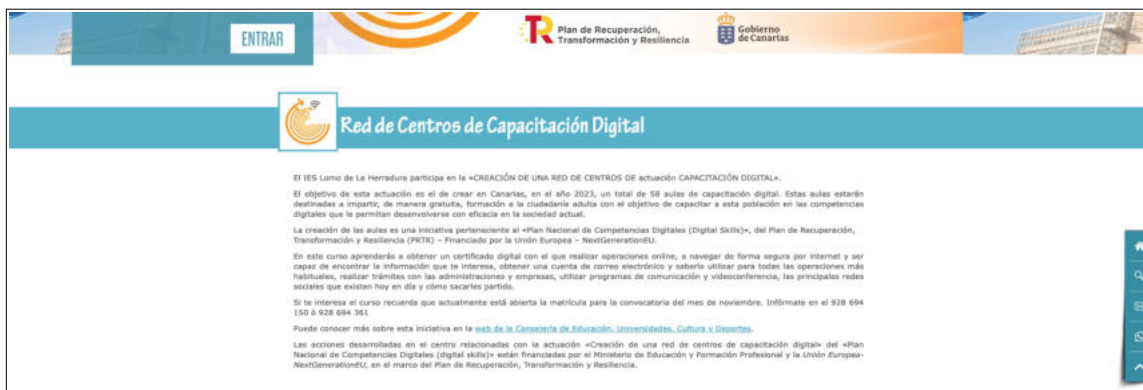 ENTRAR
Plan de Recuperación,
Transformación y Resiliencia
Gobierno
de Canarias
Red de Centros de Capacitación Digital
El IES Lomo de La Herradura participa en la «CREACIÓN DE UNA RED DE CENTROS DE actuación CAPACITACIÓN DIGITAL».
El objetivo de esta actuación es el de crear en Canarias, en el año 2023, un total de 58 aulas de capacitación digital. Estas aulas estarán
destinadas a impartir, de manera gratuita, formación a la ciudadanía adulta con el objetivo de capacitar a esta población en las competencias
digitales que le permitan desenvolverse con eficacia en la sociedad actual.
La creación de las aulas es una iniciativa perteneciente al «Plan Nacional de Competencias Digitales (Digital Skills)», del Plan de Recuperación,
Transformación y Resiliencia (PRTR) – Financiado por la Unión Europea – NextGenerationEU.
En este curso aprenderás a obtener un certificado digital con el que realizar operaciones online, a navegar de forma segura por internet y ser
capaz de encontrar la información que te interesa, obtener una cuenta de correo electrónico y saberlo utilizar para todas las operaciones más
habituales, realizar trámites con las administraciones y empresas, utilizar programas de comunicación y videoconferencia, las principales redes
sociales que existen hoy en día y cómo sacarles partido.
Si te interesa el curso recuerda que actualmente está abierta la matrícula para la convocatoria del mes de noviembre. Infórmate en el 928 694
150 ó 928 694 361
Puede conocer más sobre esta iniciativa en la web de la Consejería de Educación, Universidades, Cultura y Deportes.
Las acciones desarrolladas en el centro relacionadas con la actuación «Creación de una red de centros de capacitación digital» del «Plan
Nacional de Competencias Digitales (digital skills)» están financiadas por el Ministerio de Educación y Formación Profesional y la Unión Europea-
NextGenerationEU, en el marco del Plan de Recuperación, Transformación y Resiliencia.